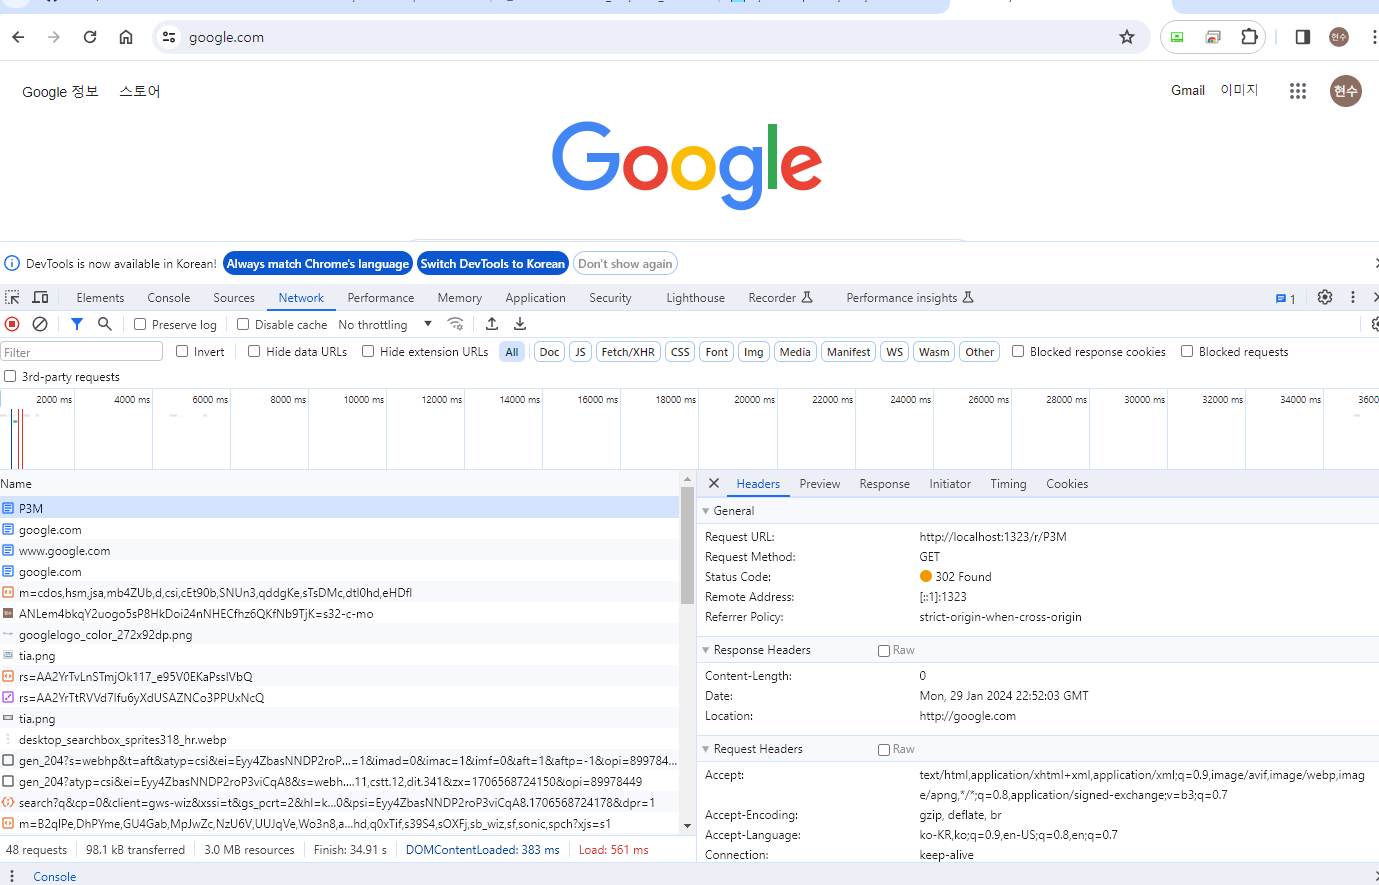 google.com
현수
Google 정보 스토어 Gmail 이미지 현수
Google
DevTools is now available in Korean! Always match Chrome's language Switch DevTools to Korean Don't show again
Elements Console Sources Network Performance Memory Application Security Lighthouse Recorder Performance insights 1
Preserve log Disable cache No throttling
Filter Invert Hide data URLs Hide extension URLs All Doc JS Fetch/XHR CSS Font Img Media Manifest WS Wasm Other Blocked response cookies Blocked requests
3rd-party requests
2000 ms 4000 ms 6000 ms 8000 ms 10000 ms 12000 ms 14000 ms 16000 ms 18000 ms 20000 ms 22000 ms 24000 ms 26000 ms 28000 ms 30000 ms 32000 ms 34000 ms 3600
Name
P3M
google.com
www.google.com
google.com
m=cdos,hsm,jsa,mb4ZUb,d,csi,cEt90b,SNUn3,qddgKe,sTsDMc,dtl0hd,eHDfl
ANLem4bkqY2uogo5sP8HkDoi24nNHECfhz6QKfNb9TjK=s32-c-mo
googlelogo_color_272x92dp.png
tia.png
rs=AA2YrTvLnSTmjOk117_e95V0EKaPssIVbQ
rs=AA2YrTtRVVd7lfu6yXdUSAZNCo3PPUxNcQ
tia.png
desktop_searchbox_sprites318_hr.webp
gen_204?s=webhp&t=aft&atyp=csi&ei=Eyy4ZbasNNDP2roP...=1&imad=0&imac=1&imf=0&aft=1&aftp=-1&opi=899784...
gen_204?atyp=csi&ei=Eyy4ZbasNNDP2roP3viCqA8&s=webh....11,cstt.12,dit.341&zx=1706568724150&opi=89978449
search?q&cp=0&client=gws-wiz&xssi=t&gs_pcrt=2&hl=k...0&psi=Eyy4ZbasNNDP2roP3viCqA8.1706568724178&dpr=1
m=B2qlPe,DhPYme,GU4Gab,MpJwZc,NzU6V,UUJqVe,Wo3n8,a...hd,q0xTif,s39S4,sOXFj,sb_wiz,sf,sonic,spch?xjs=s1
48 requests 98.1 kB transferred 3.0 MB resources Finish: 34.91 s DOMContentLoaded: 383 ms Load: 561 ms
Headers Preview Response Initiator Timing Cookies
General
Request URL: http://localhost:1323/r/P3M
Request Method: GET
Status Code: 302 Found
Remote Address: [::1]:1323
Referrer Policy: strict-origin-when-cross-origin
Response Headers Raw
Content-Length: 0
Date: Mon, 29 Jan 2024 22:52:03 GMT
Location: http://google.com
Request Headers Raw
Accept: text/html,application/xhtml+xml,application/xml;q=0.9,image/avif,image/webp,imag
e/apng,*/*;q=0.8,application/signed-exchange;v=b3;q=0.7
Accept-Encoding: gzip, deflate, br
Accept-Language: ko-KR,ko;q=0.9,en-US;q=0.8,en;q=0.7
Connection: keep-alive
Console